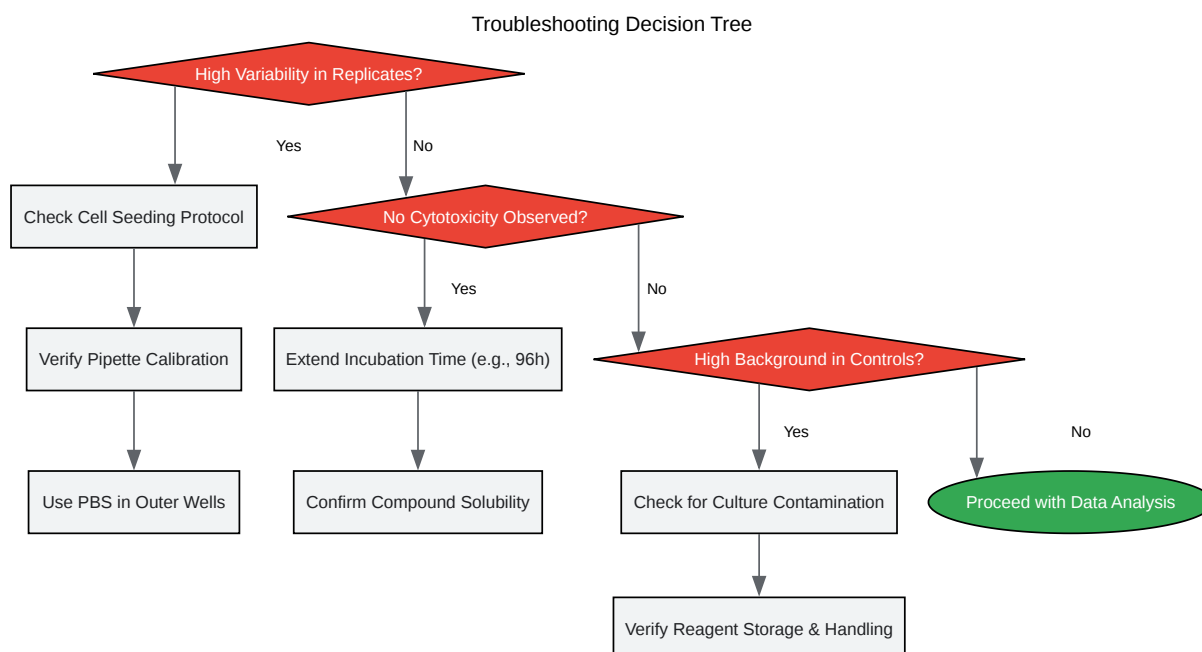 Troubleshooting Decision Tree
High Variability in Replicates?
Yes
No
Check Cell Seeding Protocol
No Cytotoxicity Observed?
Yes
No
Verify Pipette Calibration
Extend Incubation Time (e.g., 96h)
High Background in Controls?
Yes
No
Use PBS in Outer Wells
Confirm Compound Solubility
Check for Culture Contamination
Proceed with Data Analysis
Verify Reagent Storage & Handling